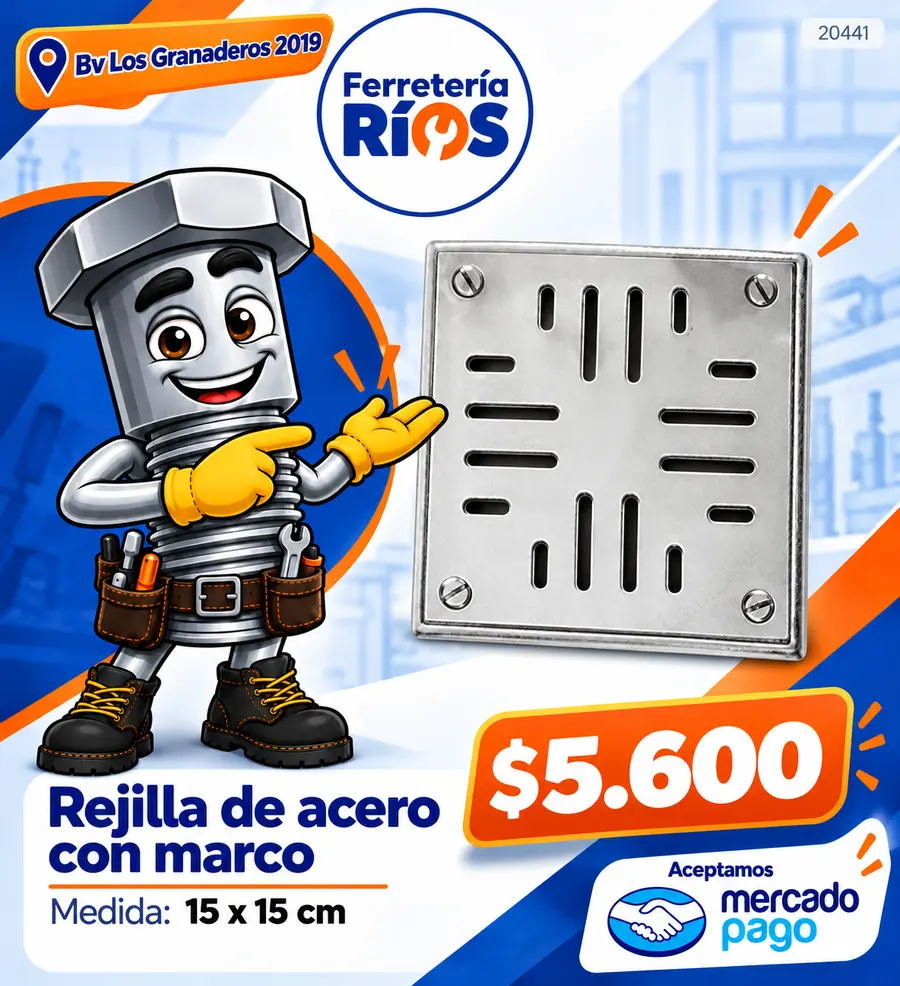 Bv Los Granaderos 2019
20441
Ferretería
Ríos
$5.600
Rejilla de acero
con marco
Medida: 15 x 15 cm
Aceptamos
mercado
pago